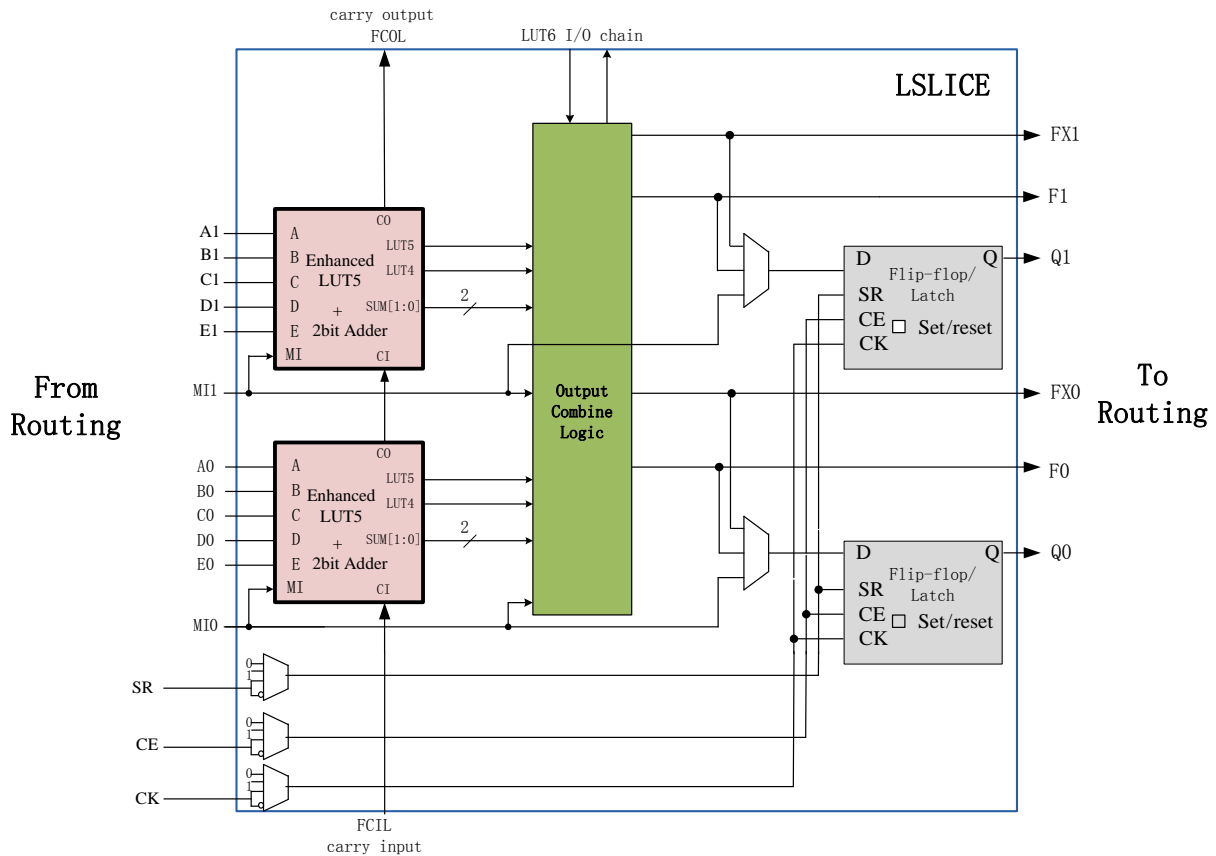 carry output
FCOL
LUT6 I/O chain
LSLICE
FX1
F1
A1
B1
C1
D1
E1
A
B
C
D
E
MI
CO
Enhanced
LUT5
+
2bit Adder
LUT5
LUT4
SUM[1:0]
CI
2
D
Q
Flip-flop/
Latch
SR
CE
CK
Set/reset
Q1
MI1
From
Routing
Output
Combine
Logic
FX0
To
Routing
F0
A0
B0
C0
D0
E0
A
B
C
D
E
MI
CO
Enhanced
LUT5
+
2bit Adder
LUT5
LUT4
SUM[1:0]
CI
2
D
Q
Flip-flop/
Latch
SR
CE
CK
Set/reset
Q0
MI0
0
1
SR
0
1
CE
0
1
CK
FCIL
carry input